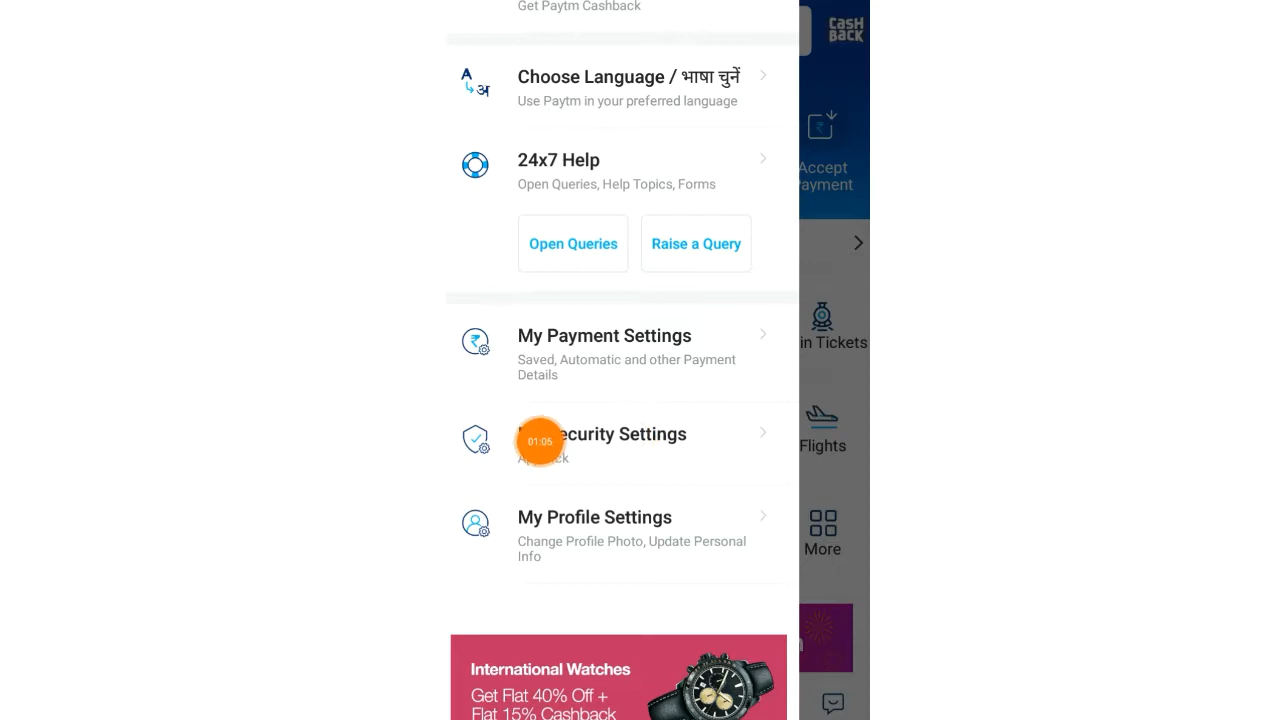 Get Paytm Cashback
CASH
BACK
A
अ
Choose Language / भाषा चुनें
Use Paytm in your preferred language
24x7 Help
Open Queries, Help Topics, Forms
Open Queries
Raise a Query
Accept
Payment
My Payment Settings
Saved, Automatic and other Payment
Details
in Tickets
Security Settings
01:05
My Profile Settings
Change Profile Photo, Update Personal
Info
Flights
More
International Watches
Get Flat 40% Off +
Flat 15% Cashback